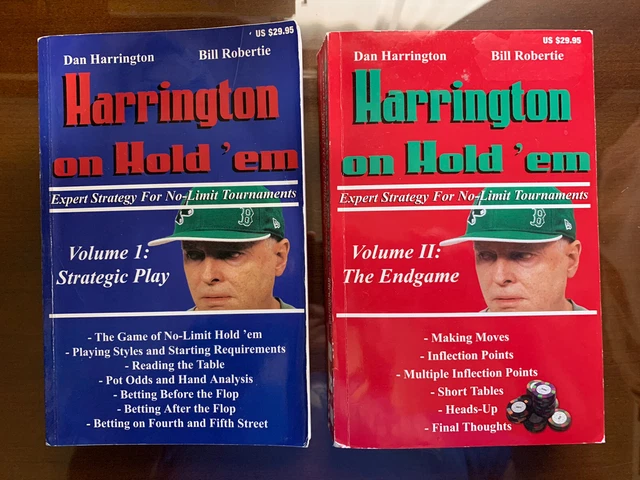 US $29.95
Dan Harrington Bill Robertie
Harrington
on Hold 'em
Expert Strategy For No-Limit Tournaments
B
Volume 1:
Strategic Play
- The Game of No-Limit Hold 'em
- Playing Styles and Starting Requirements
- Reading the Table
- Pot Odds and Hand Analysis
- Betting Before the Flop
- Betting After the Flop
- Betting on Fourth and Fifth Street
US $29.95
Dan Harrington Bill Robertie
Harrington
on Hold 'em
Expert Strategy For No-Limit Tournaments
B
Volume II:
The Endgame
- Making Moves
- Inflection Points
- Multiple Inflection Points
- Short Tables
- Heads-Up
- Final Thoughts